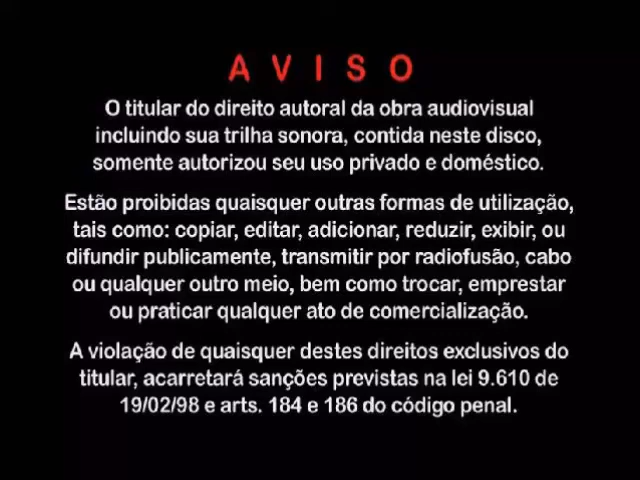 A V I S O
O titular do direito autoral da obra audiovisual
incluindo sua trilha sonora, contida neste disco,
somente autorizou seu uso privado e doméstico.
Estão proibidas quaisquer outras formas de utilização,
tais como: copiar, editar, adicionar, reduzir, exibir, ou
difundir publicamente, transmitir por radiofusão, cabo
ou qualquer outro meio, bem como trocar, emprestar
ou praticar qualquer ato de comercialização.
A violação de quaisquer destes direitos exclusivos do
titular, acarretará sanções previstas na lei 9.610 de
19/02/98 e arts. 184 e 186 do código penal.